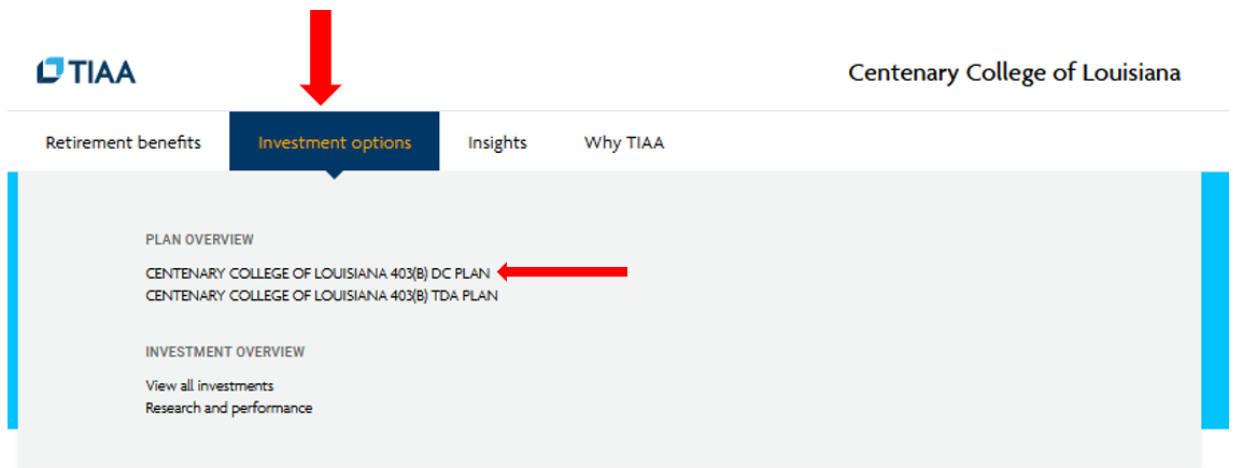 TIAA
Centenary College of Louisiana
Retirement benefits Investment options Insights Why TIAA
PLAN OVERVIEW
CENTENARY COLLEGE OF LOUISIANA 403(B) DC PLAN
CENTENARY COLLEGE OF LOUISIANA 403(B) TDA PLAN
INVESTMENT OVERVIEW
View all investments
Research and performance